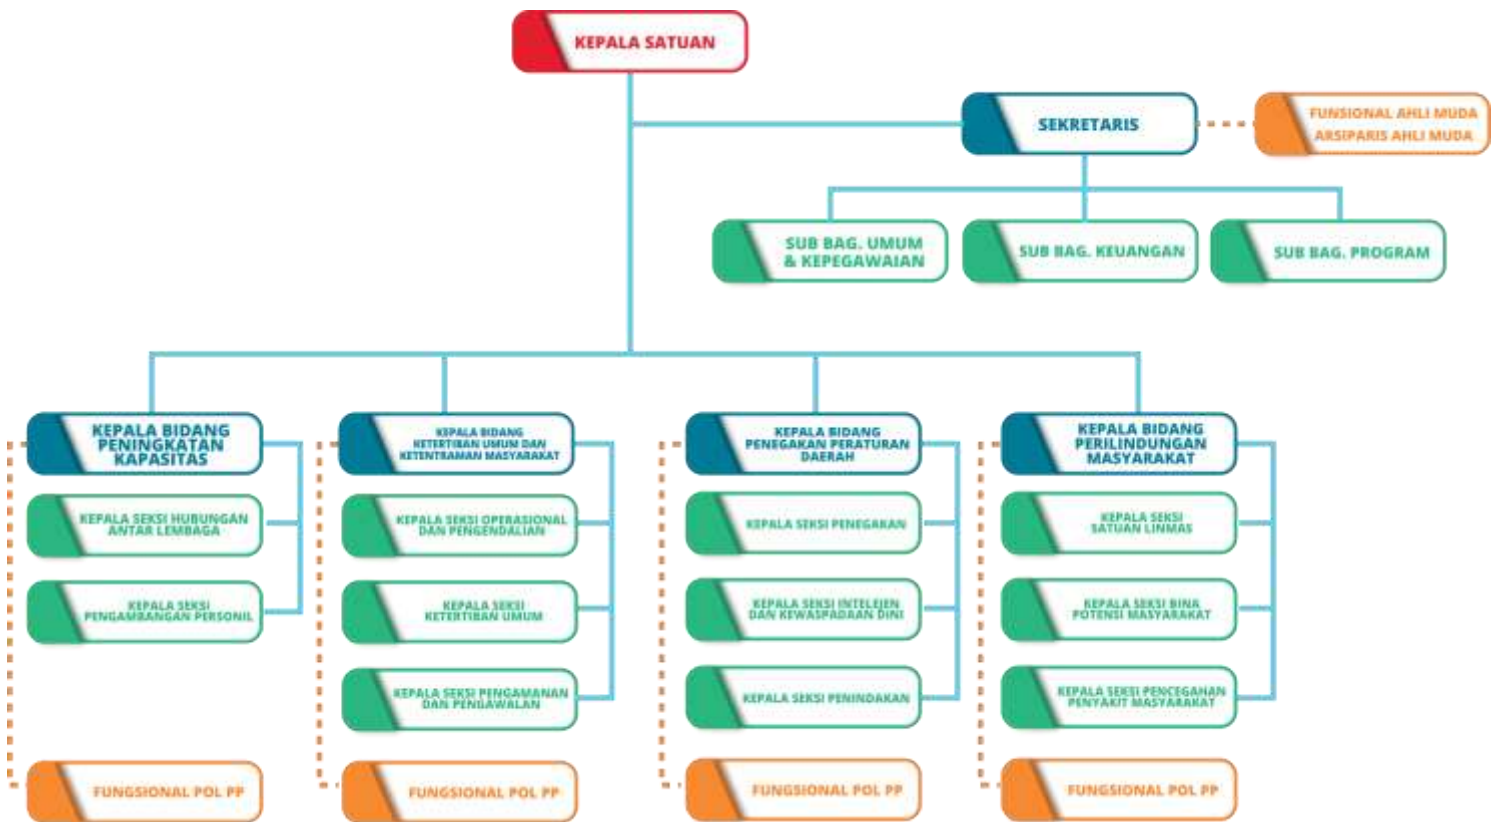 KEPALA SATUAN
SEKRETARIS
FUNSIONAL AHLI MUDA
ARSIPARIS AHLI MUDA
SUB BAG. UMUM
& KEPEGAWAIAN
SUB BAG. KEUANGAN
SUB BAG. PROGRAM
KEPALA BIDANG
PENINGKATAN
KAPASITAS
KEPALA BIDANG
KETERTIBAN UMUM DAN
KETENTRAMAN MASYARAKAT
KEPALA BIDANG
PENEGAKAN PERATURAN
DAERAH
KEPALA BIDANG
PERILINDUNGAN
MASYARAKAT
KEPALA SEKSI HUBUNGAN
ANTAR LEMBAGA
KEPALA SEKSI OPERASIONAL
DAN PENGENDALIAN
KEPALA SEKSI PENEGAKAN
KEPALA SEKSI
SATUAN LINMAS
KEPALA SEKSI
PENGAMBANGAN PERSONIL
KEPALA SEKSI
KETERTIBAN UMUM
KEPALA SEKSI INTELEJEN
DAN KEWASPADAAN DINI
KEPALA SEKSI BINA
POTENSI MASYARAKAT
KEPALA SEKSI PENGAMANAN
DAN PENGAWALAN
KEPALA SEKSI PENINDAKAN
KEPALA SEKSI PENCEGAHAN
PENYAKIT MASYARAKAT
FUNGSIONAL POL PP
FUNGSIONAL POL PP
FUNGSIONAL POL PP
FUNGSIONAL POL PP